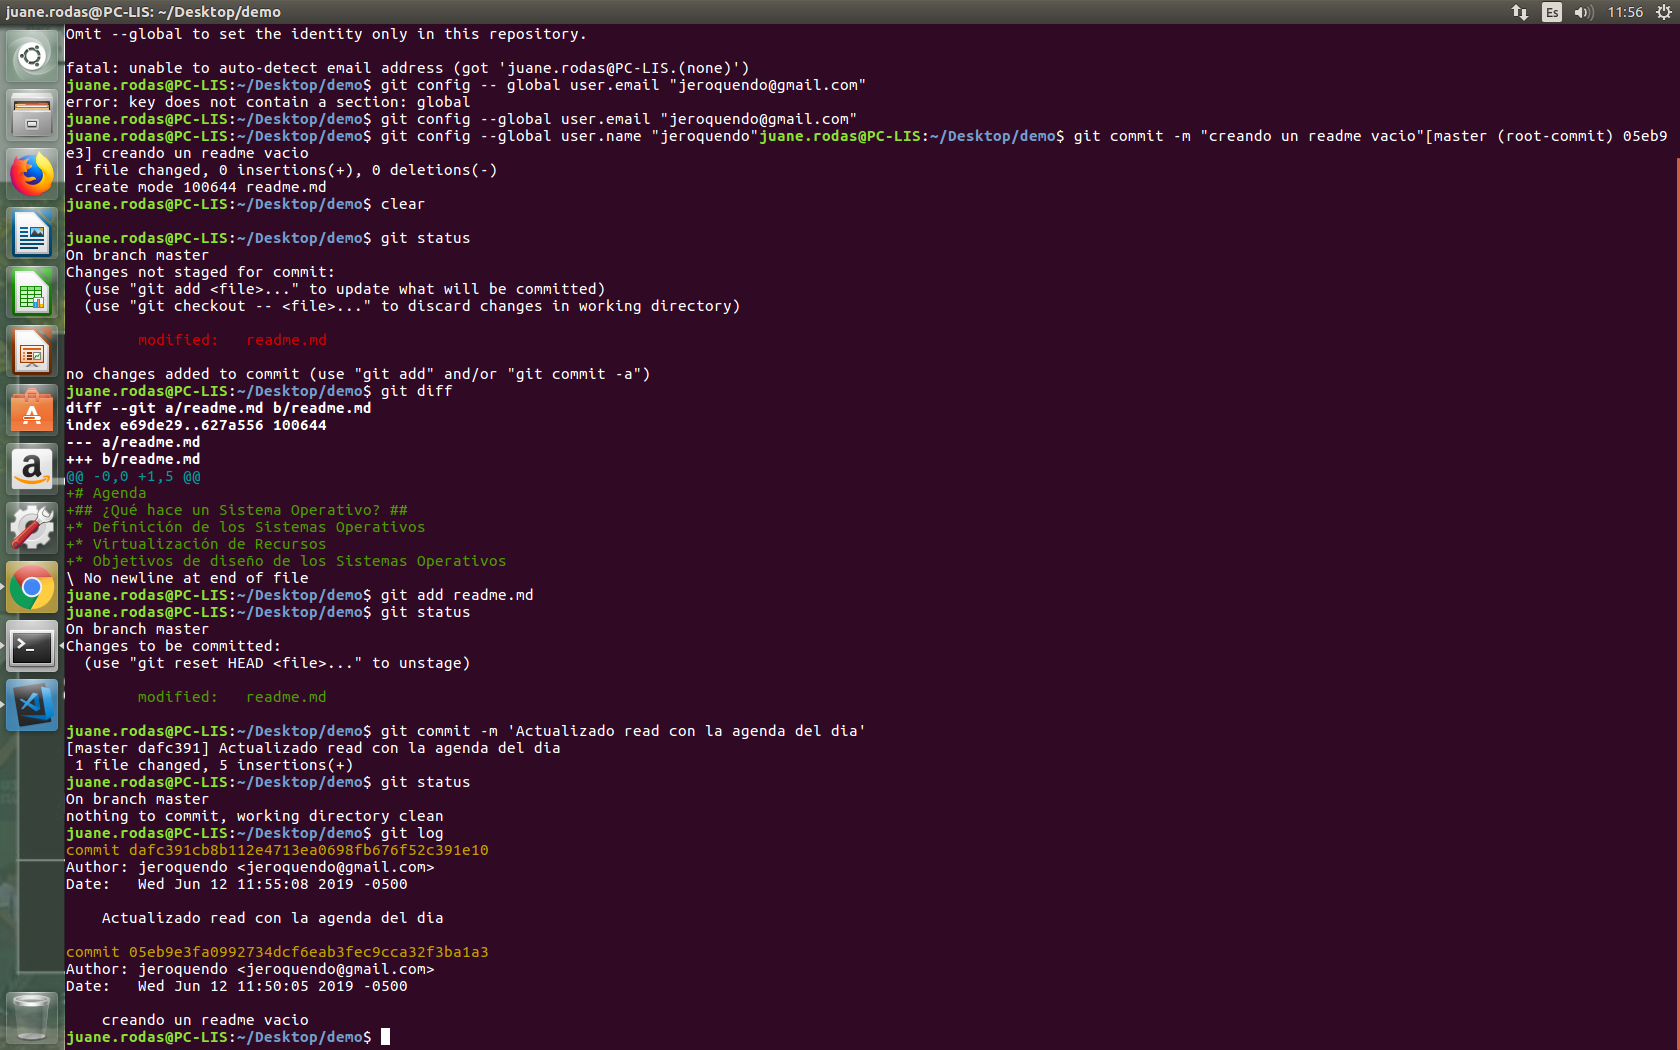 juane.rodas@PC-LIS: ~/Desktop/demo
Es
11:56
Omit --global to set the identity only in this repository.
fatal: unable to auto-detect email address (got 'juane.rodas@PC-LIS.(none)')
juane.rodas@PC-LIS:~/Desktop/demo$ git config -- global user.email "jeroquendo@gmail.com"
error: key does not contain a section: global
juane.rodas@PC-LIS:~/Desktop/demo$ git config --global user.email "jeroquendo@gmail.com"
juane.rodas@PC-LIS:~/Desktop/demo$ git config --global user.name "jeroquendo"juane.rodas@PC-LIS:~/Desktop/demo$ git commit -m "creando un readme vacio"[master (root-commit) 05eb9
e3] creando un readme vacio
 1 file changed, 0 insertions(+), 0 deletions(-)
 create mode 100644 readme.md
juane.rodas@PC-LIS:~/Desktop/demo$ clear
juane.rodas@PC-LIS:~/Desktop/demo$ git status
On branch master
Changes not staged for commit:
  (use "git add <file>..." to update what will be committed)
  (use "git checkout -- <file>..." to discard changes in working directory)
        modified:   readme.md
no changes added to commit (use "git add" and/or "git commit -a")
juane.rodas@PC-LIS:~/Desktop/demo$ git diff
diff --git a/readme.md b/readme.md
index e69de29..627a556 100644
--- a/readme.md
+++ b/readme.md
@@ -0,0 +1,5 @@
+# Agenda
+## ¿Qué hace un Sistema Operativo? ##
+* Definición de los Sistemas Operativos
+* Virtualización de Recursos
+* Objetivos de diseño de los Sistemas Operativos
\ No newline at end of file
juane.rodas@PC-LIS:~/Desktop/demo$ git add readme.md
juane.rodas@PC-LIS:~/Desktop/demo$ git status
On branch master
Changes to be committed:
  (use "git reset HEAD <file>..." to unstage)
        modified:   readme.md
juane.rodas@PC-LIS:~/Desktop/demo$ git commit -m 'Actualizado read con la agenda del dia'
[master dafc391] Actualizado read con la agenda del dia
 1 file changed, 5 insertions(+)
juane.rodas@PC-LIS:~/Desktop/demo$ git status
On branch master
nothing to commit, working directory clean
juane.rodas@PC-LIS:~/Desktop/demo$ git log
commit dafc391cb8b112e4713ea0698fb676f52c391e10
Author: jeroquendo <jeroquendo@gmail.com>
Date:   Wed Jun 12 11:55:08 2019 -0500
    Actualizado read con la agenda del dia
commit 05eb9e3fa0992734dcf6eab3fec9cca32f3ba1a3
Author: jeroquendo <jeroquendo@gmail.com>
Date:   Wed Jun 12 11:50:05 2019 -0500
    creando un readme vacio
juane.rodas@PC-LIS:~/Desktop/demo$